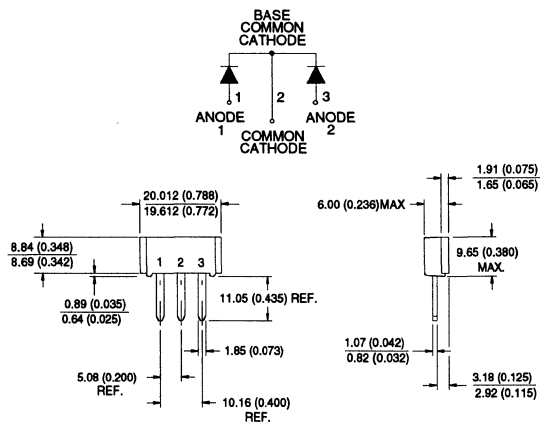 BASE
COMMON
CATHODE
1
2
3
ANODE
1
ANODE
2
COMMON
CATHODE
20.012 (0.788)
19.612 (0.772)
8.84 (0.348)
8.69 (0.342)
1 2 3
0.89 (0.035)
0.64 (0.025)
11.05 (0.435) REF.
1.85 (0.073)
5.08 (0.200)
REF.
10.16 (0.400)
REF.
1.91 (0.075)
1.65 (0.065)
6.00 (0.236)MAX
9.65 (0.380)
MAX.
1.07 (0.042)
0.82 (0.032)
3.18 (0.125)
2.92 (0.115)